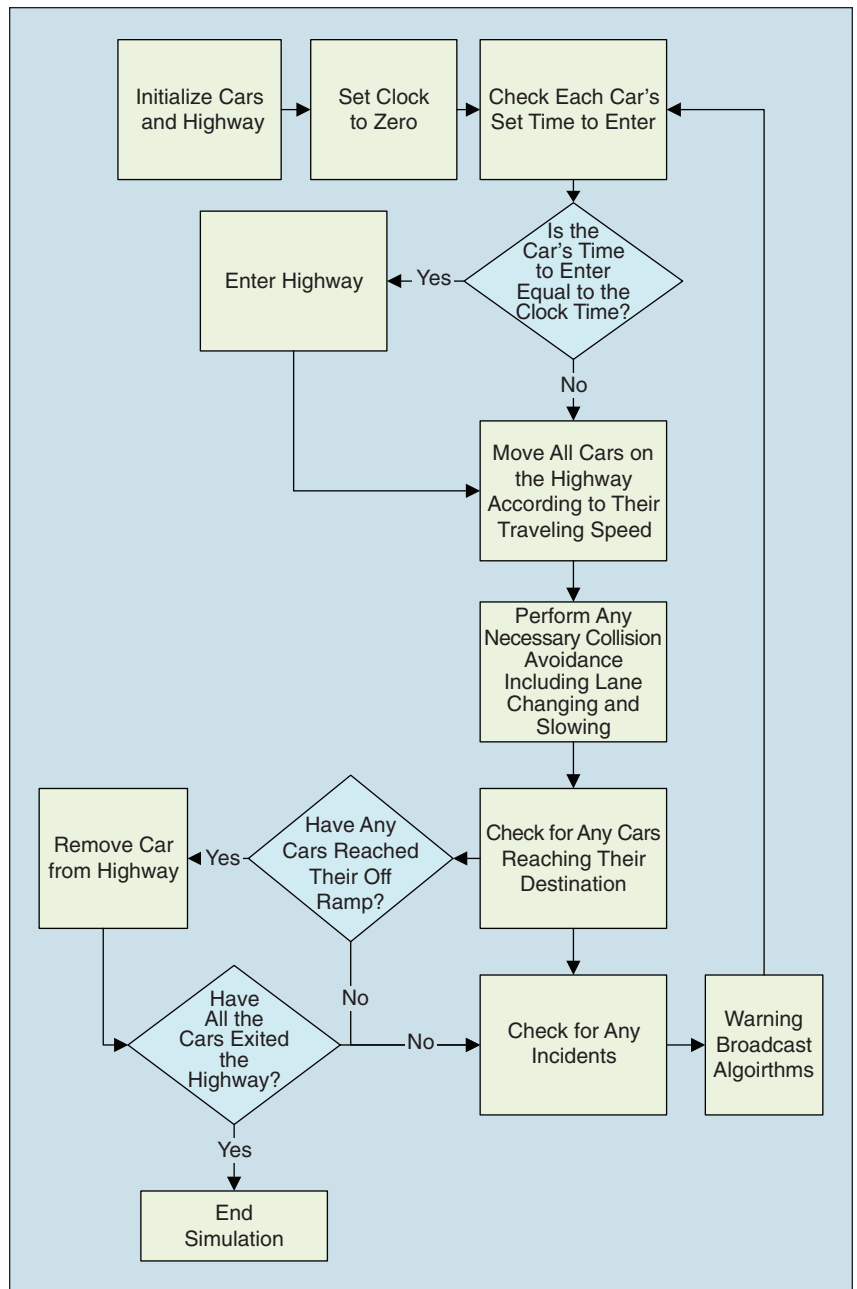 Initialize Cars
and Highway
Set Clock
to Zero
Check Each Car's
Set Time to Enter
Is the
Car's Time
to Enter
Equal to the
Clock Time?
Yes
Enter Highway
No
Move All Cars on
the Highway
According to Their
Traveling Speed
Perform Any
Necessary Collision
Avoidance
Including Lane
Changing and
Slowing
Check for Any Cars
Reaching Their
Destination
Have Any
Cars Reached
Their Off
Ramp?
Yes
Remove Car
from Highway
No
Have
All the
Cars Exited
the
Highway?
No
Check for Any
Incidents
Warning
Broadcast
Algoirthms
Yes
End
Simulation